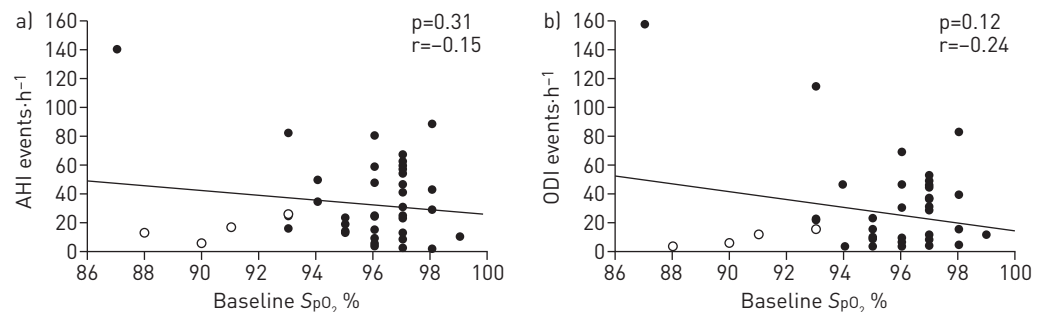 a)
160
140
120
100
80
60
40
20
0
AHI events·h⁻¹
p=0.31
r=–0.15
86 88 90 92 94 96 98 100
Baseline SpO₂, %
b)
160
140
120
100
80
60
40
20
0
ODI events·h⁻¹
p=0.12
r=–0.24
86 88 90 92 94 96 98 100
Baseline SpO₂, %